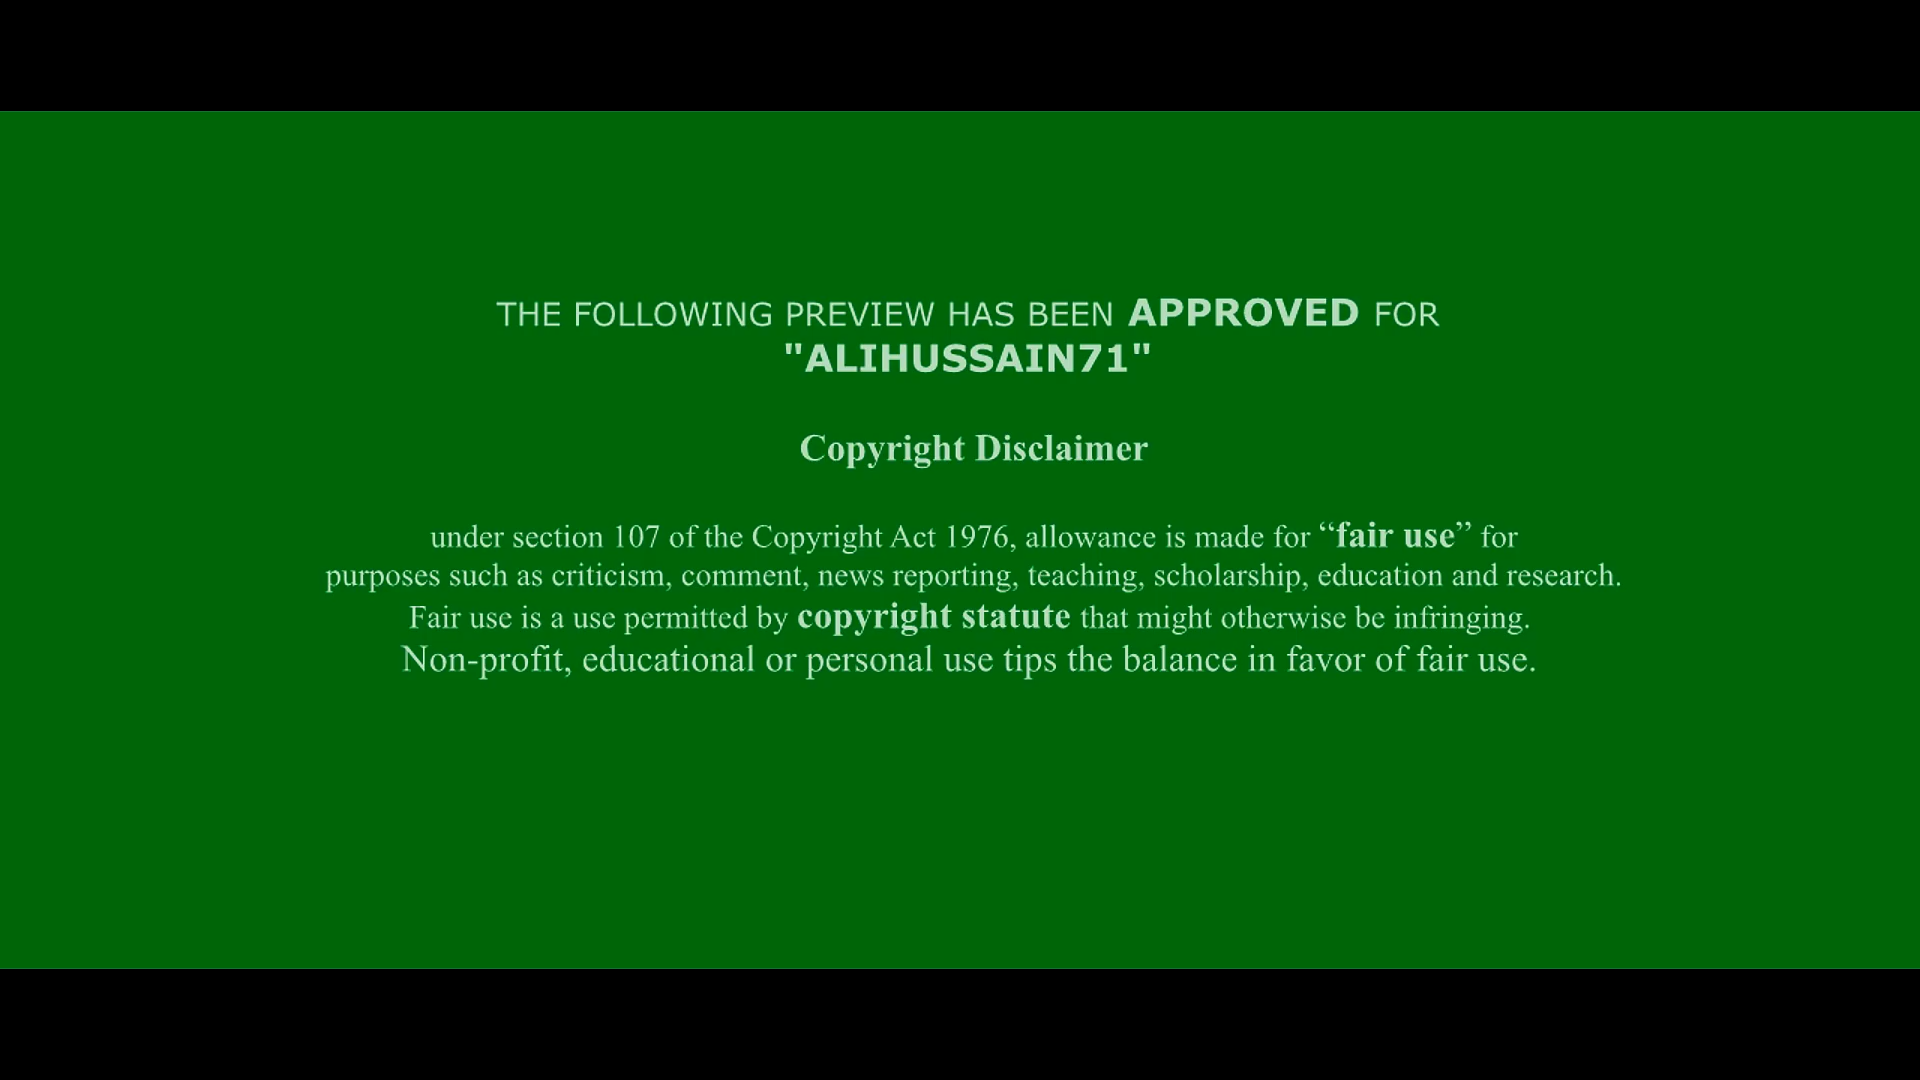 THE FOLLOWING PREVIEW HAS BEEN APPROVED FOR
"ALIHUSSAIN71"
Copyright Disclaimer
under section 107 of the Copyright Act 1976, allowance is made for “fair use” for
purposes such as criticism, comment, news reporting, teaching, scholarship, education and research.
Fair use is a use permitted by copyright statute that might otherwise be infringing.
Non-profit, educational or personal use tips the balance in favor of fair use.